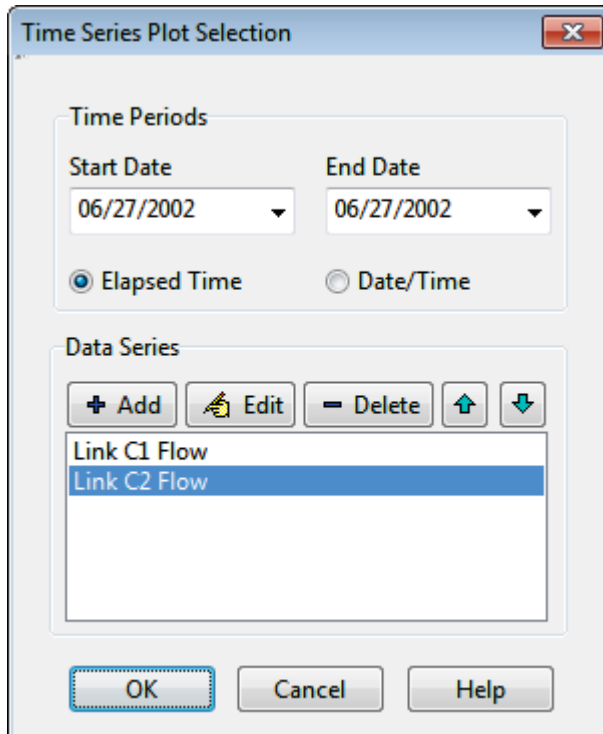 Time Series Plot Selection
Time Periods
Start Date End Date
06/27/2002 06/27/2002
Elapsed Time Date/Time
Data Series
Add Edit Delete
Link C1 Flow
Link C2 Flow
OK Cancel Help